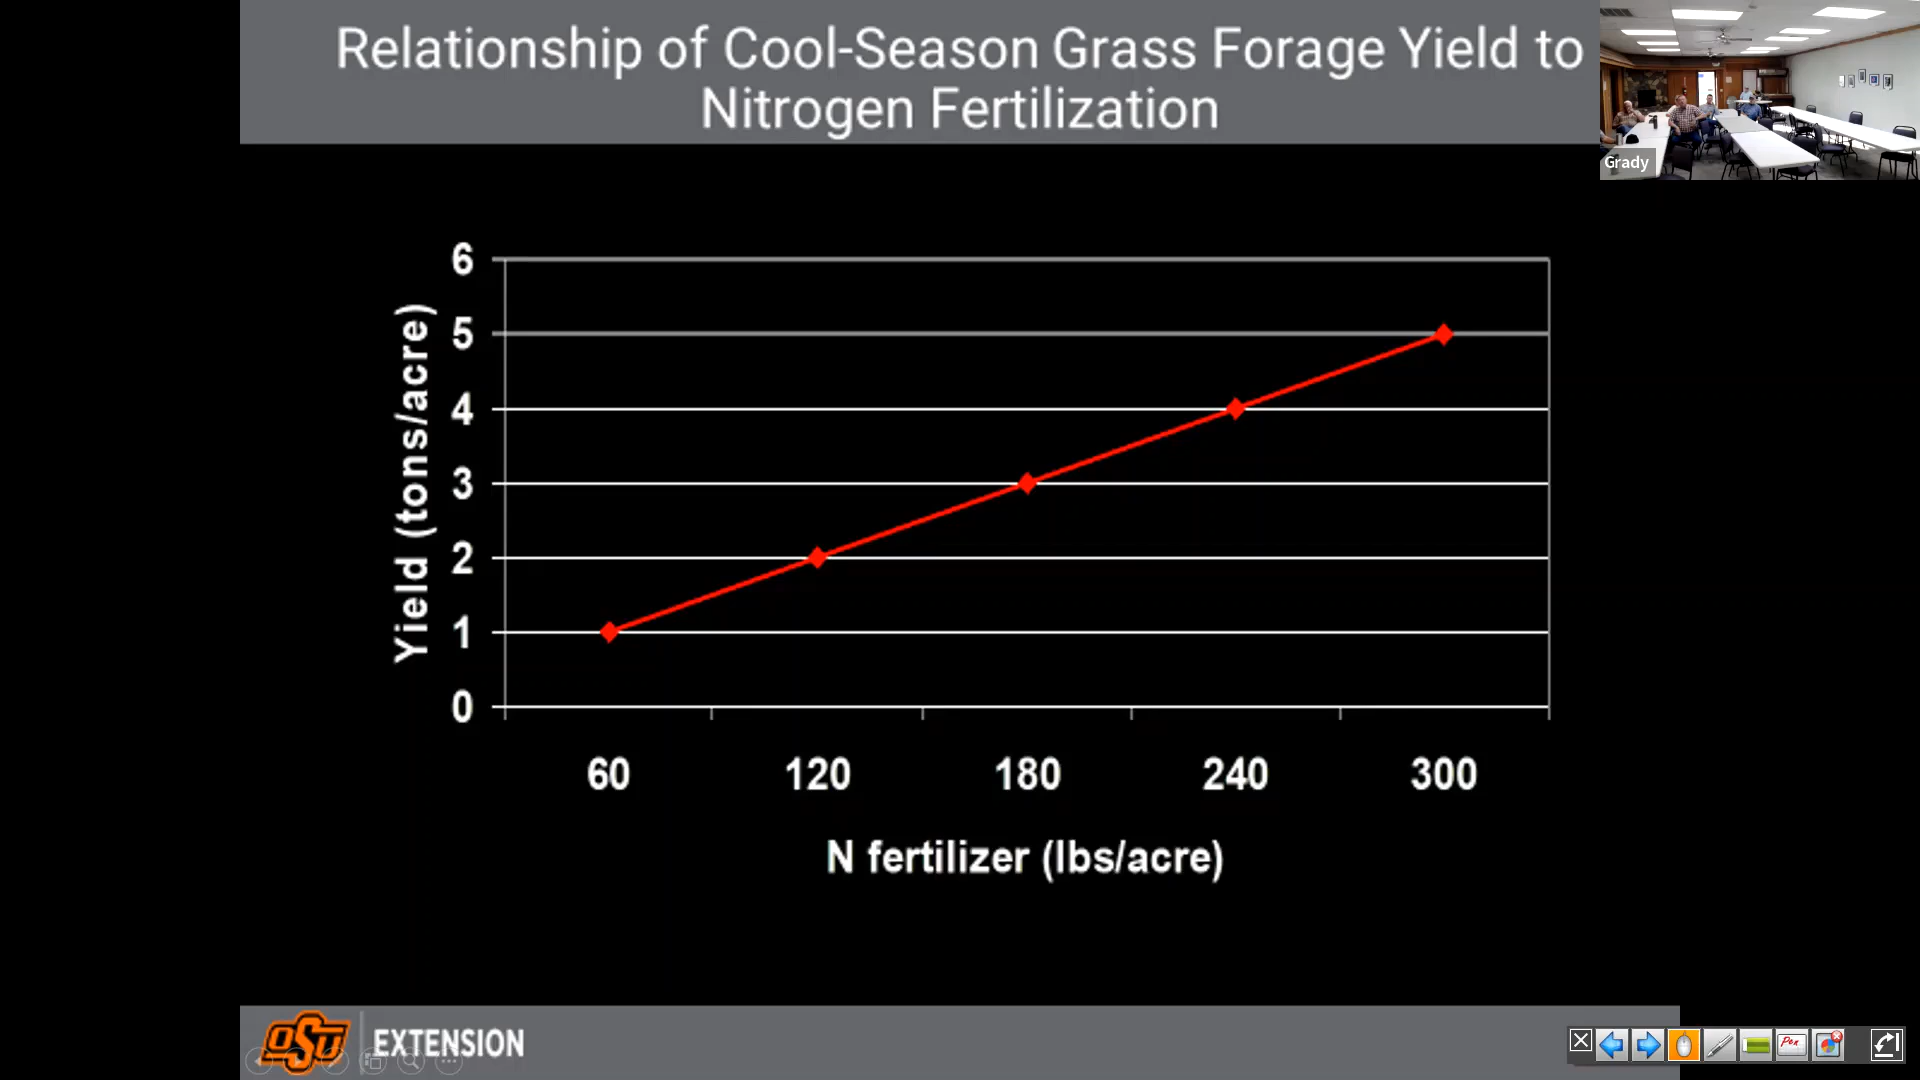 Relationship of Cool-Season Grass Forage Yield to
Nitrogen Fertilization
Grady
Yield (tons/acre)
6
5
4
3
2
1
0
60 120 180 240 300
N fertilizer (lbs/acre)
OSU EXTENSION
Pen